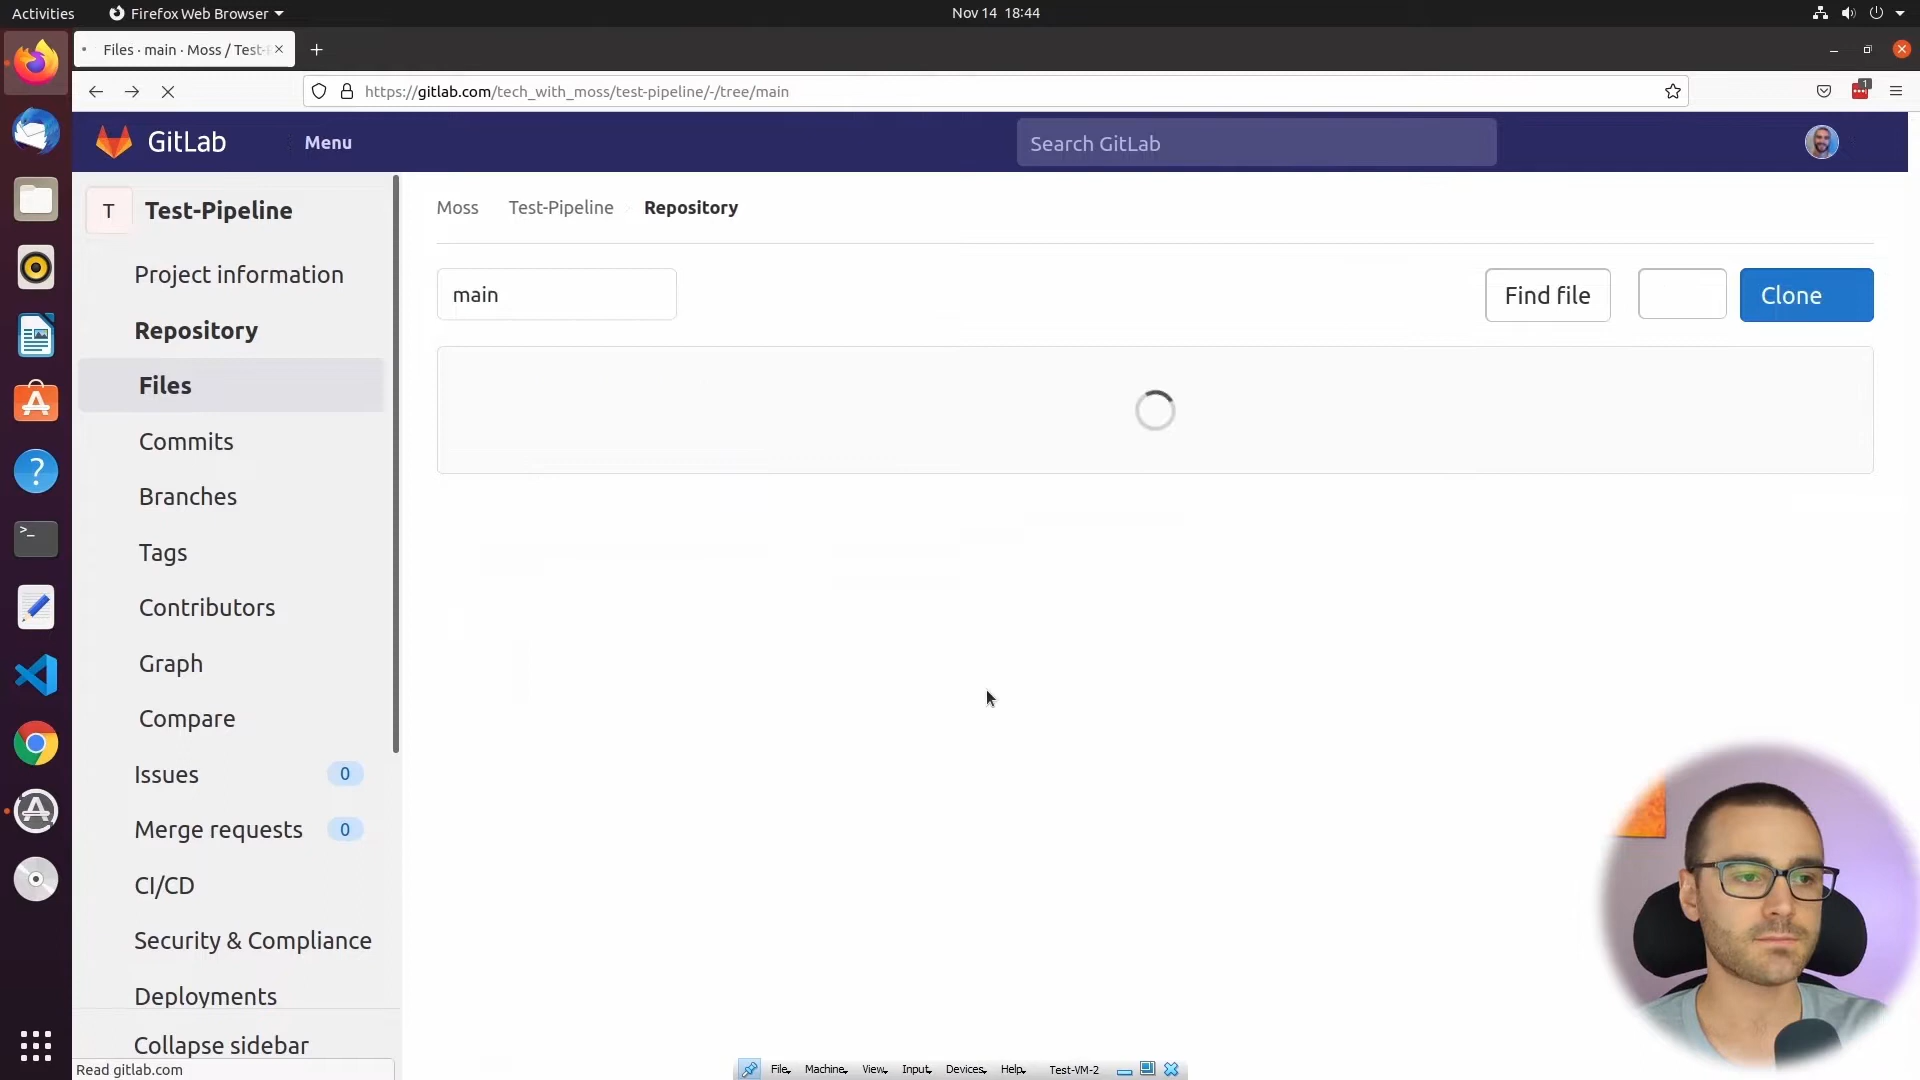 Activities
Firefox Web Browser
Nov 14 18:44
Files · main · Moss / Test-
https://gitlab.com/tech_with_moss/test-pipeline/-/tree/main
1
GitLab
Menu
Search GitLab
T
Test-Pipeline
Project information
Repository
Files
Commits
Branches
Tags
Contributors
Graph
Compare
Issues 0
Merge requests 0
CI/CD
Security & Compliance
Deployments
Collapse sidebar
Read gitlab.com
Moss Test-Pipeline Repository
main
Find file
Clone
File Machine View Input Devices Help Test-VM-2